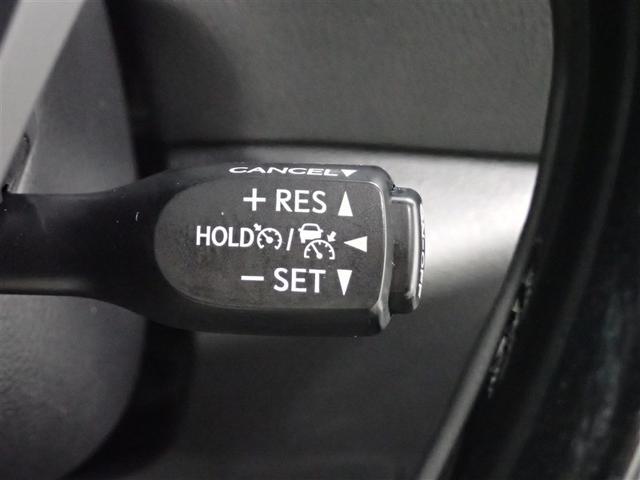 CANCEL▼
+ RES ▲
HOLD / ◀
− SET ▼